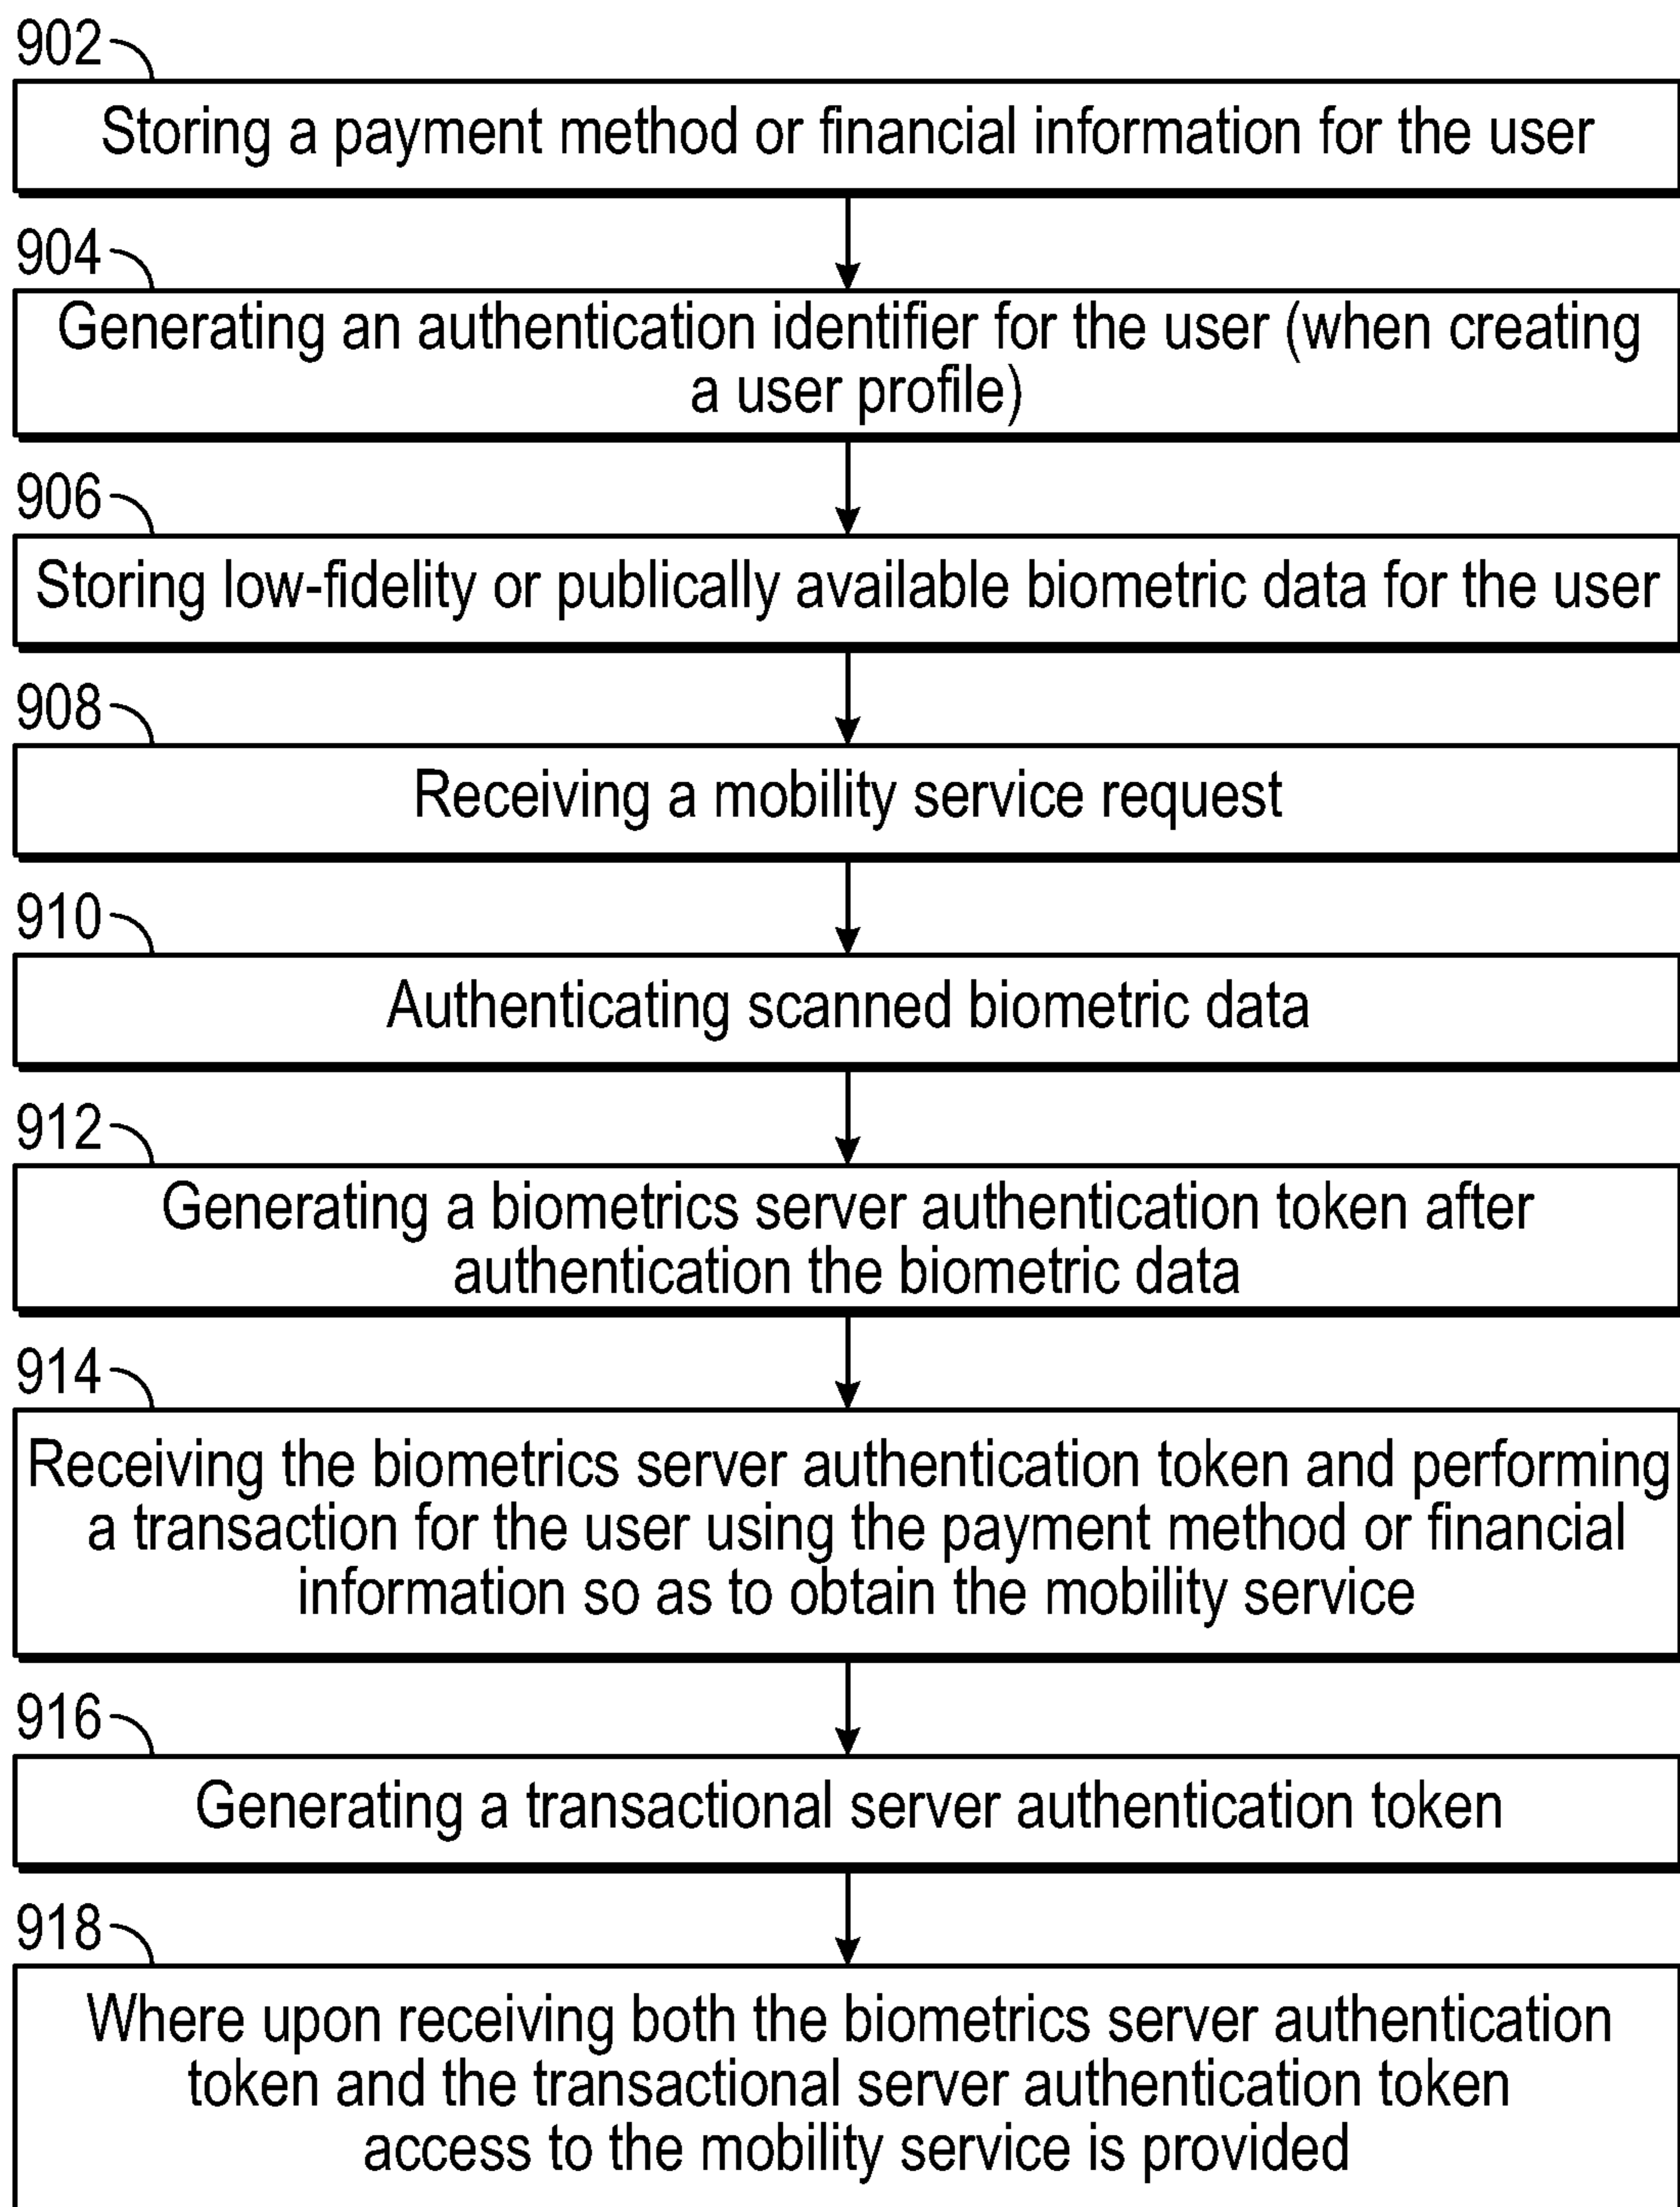 902
Storing a payment method or financial information for the user
904
Generating an authentication identifier for the user (when creating
a user profile)
906
Storing low-fidelity or publically available biometric data for the user
908
Receiving a mobility service request
910
Authenticating scanned biometric data
912
Generating a biometrics server authentication token after
authentication the biometric data
914
Receiving the biometrics server authentication token and performing
a transaction for the user using the payment method or financial
information so as to obtain the mobility service
916
Generating a transactional server authentication token
918
Where upon receiving both the biometrics server authentication
token and the transactional server authentication token
access to the mobility service is provided